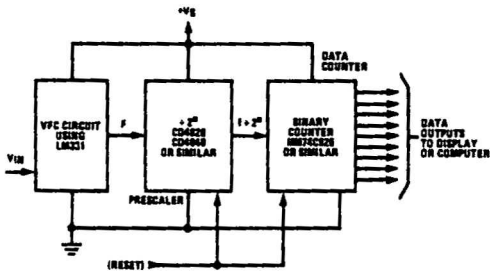 +VS
DATA
COUNTER
VFC CIRCUIT
USING
LM331
F
÷ 2ⁿ
CD4020
CD4060
OR SIMILAR
F ÷ 2ⁿ
BINARY
COUNTER
MM74C926
OR SIMILAR
DATA
OUTPUTS
TO DISPLAY
OR COMPUTER
VIN
PRESCALER
(RESET)